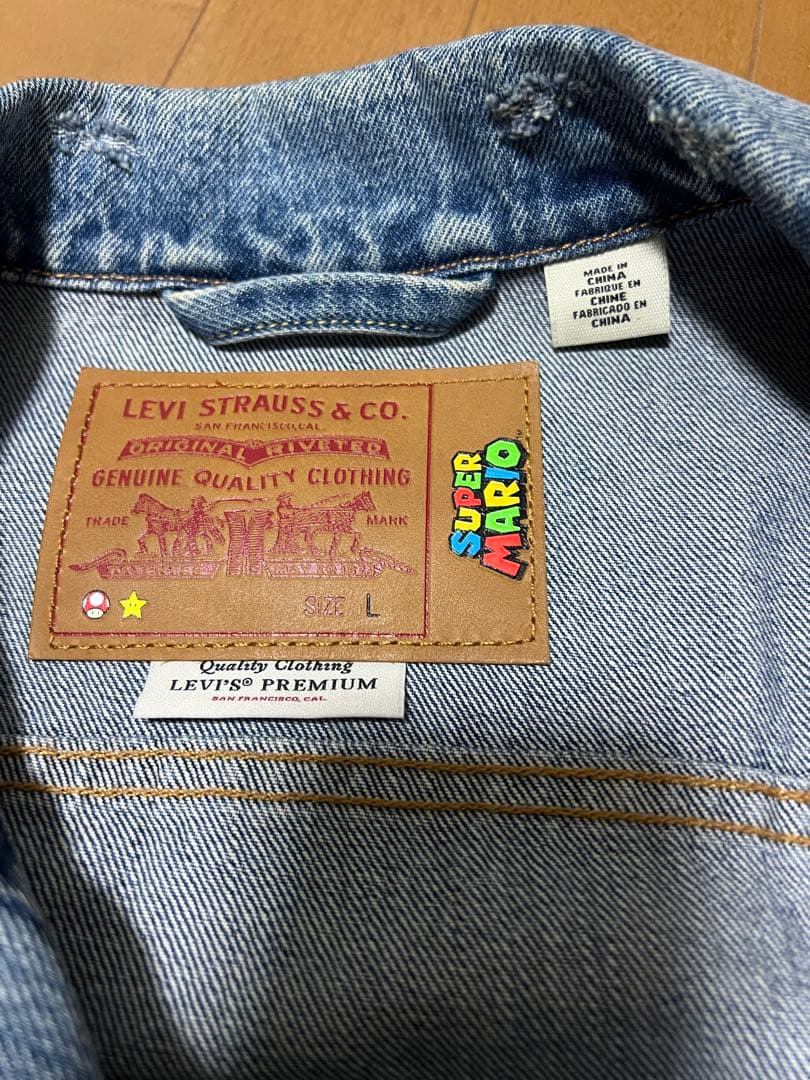 MADE IN
CHINA
FABRIQUE EN
CHINE
FABRICADO EN
CHINA
LEVI STRAUSS & CO.
SAN FRANCISCO, CAL.
ORIGINAL RIVETED
GENUINE QUALITY CLOTHING
TRADE MARK
SIZE L
SUPER
MARIO
Quality Clothing
LEVI'S® PREMIUM
SAN FRANCISCO, CAL.